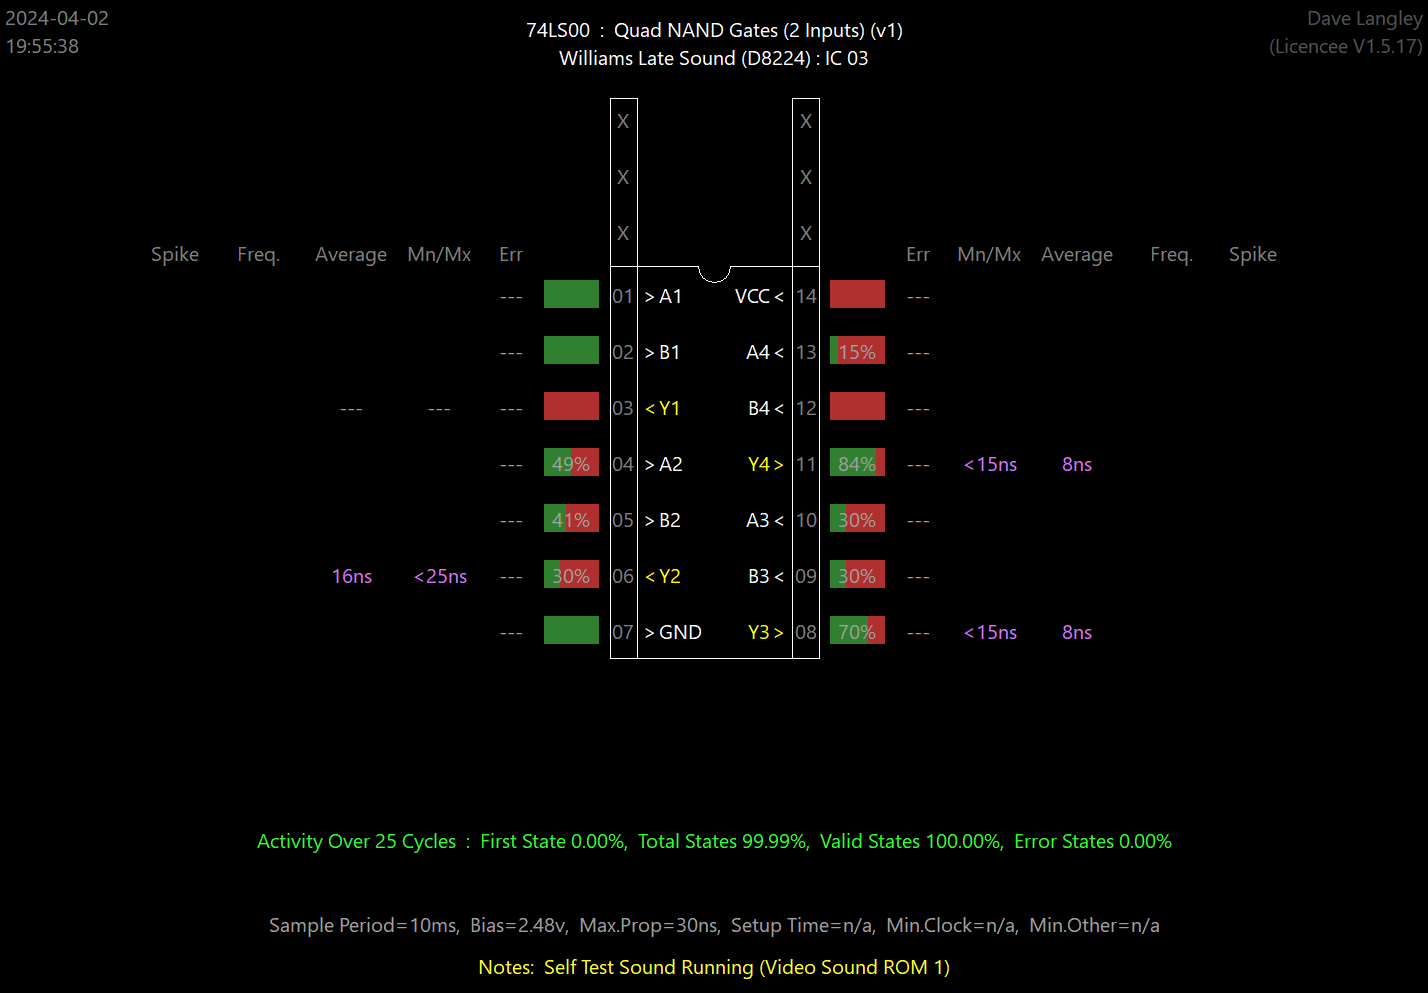 2024-04-02
19:55:38
74LS00 : Quad NAND Gates (2 Inputs) (v1)
Williams Late Sound (D8224) : IC 03
Dave Langley
(Licencee V1.5.17)
X X
X X
X X
Spike Freq. Average Mn/Mx Err Err Mn/Mx Average Freq. Spike
--- 01 >A1 VCC< 14 ---
--- 02 >B1 A4< 13 15% ---
--- --- --- 03 <Y1 B4< 12 ---
--- 49% 04 >A2 Y4> 11 84% --- <15ns 8ns
--- 41% 05 >B2 A3< 10 30% ---
16ns <25ns --- 30% 06 <Y2 B3< 09 30% ---
--- 07 >GND Y3> 08 70% --- <15ns 8ns
Activity Over 25 Cycles : First State 0.00%, Total States 99.99%, Valid States 100.00%, Error States 0.00%
Sample Period=10ms, Bias=2.48v, Max.Prop=30ns, Setup Time=n/a, Min.Clock=n/a, Min.Other=n/a
Notes: Self Test Sound Running (Video Sound ROM 1)